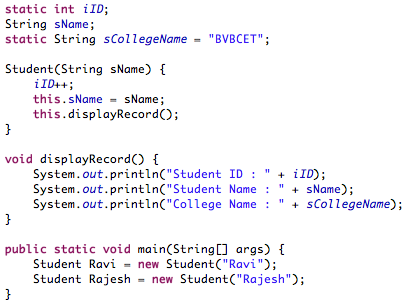 static int iID;
String sName;
static String sCollegeName = "BVBCET";
Student(String sName) {
iID++;
this.sName = sName;
this.displayRecord();
}
void displayRecord() {
System.out.println("Student ID : " + iID);
System.out.println("Student Name : " + sName);
System.out.println("College Name : " + sCollegeName);
}
public static void main(String[] args) {
Student Ravi = new Student("Ravi");
Student Rajesh = new Student("Rajesh");
}